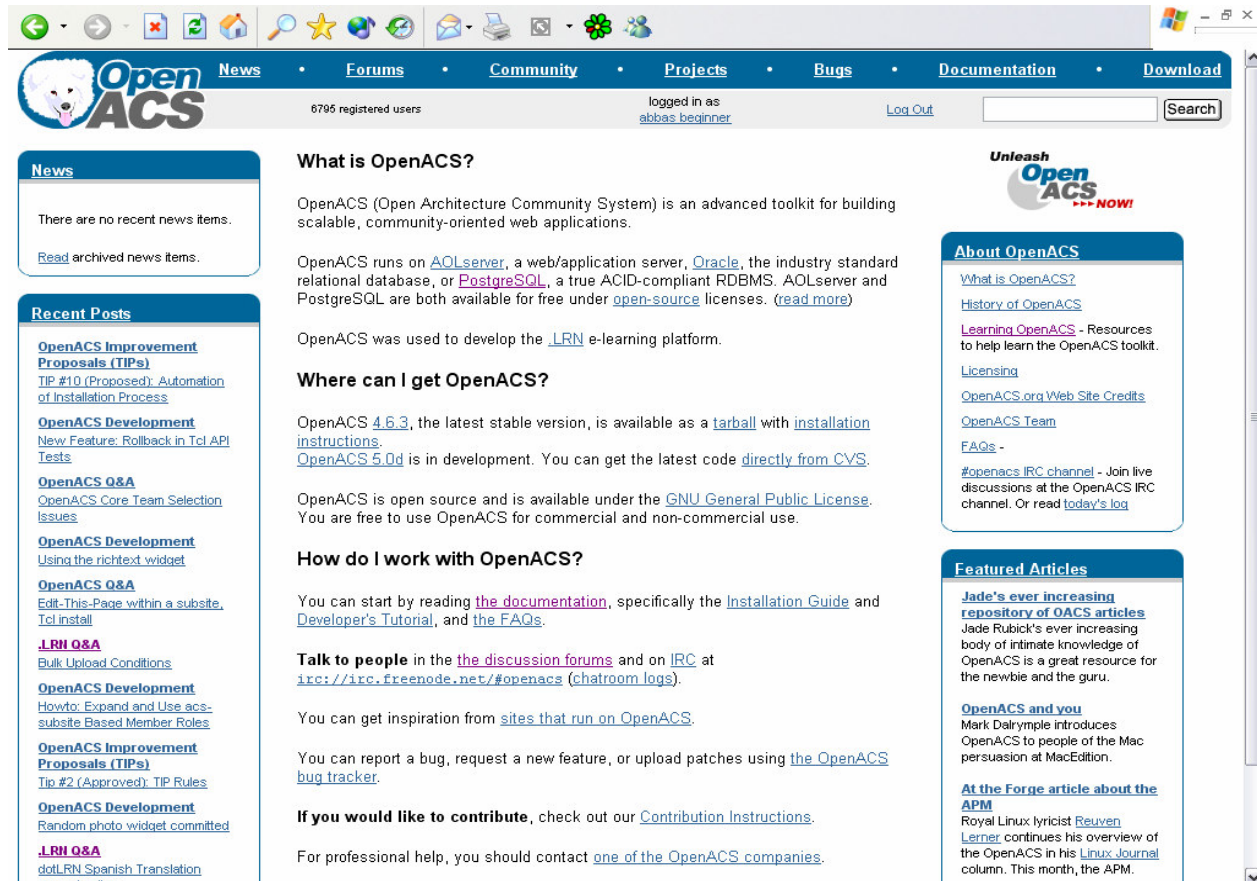 Open
ACS
News • Forums • Community • Projects • Bugs • Documentation • Download
6795 registered users
logged in as
abbas beginner
Log Out
Search
News
There are no recent news items.
Read archived news items.
Recent Posts
OpenACS Improvement
Proposals (TIPs)
TIP #10 (Proposed): Automation
of Installation Process
OpenACS Development
New Feature: Rollback in Tcl API
Tests
OpenACS Q&A
OpenACS Core Team Selection
Issues
OpenACS Development
Using the richtext widget
OpenACS Q&A
Edit-This-Page within a subsite,
Tcl install
.LRN Q&A
Bulk Upload Conditions
OpenACS Development
Howto: Expand and Use acs-
subsite Based Member Roles
OpenACS Improvement
Proposals (TIPs)
Tip #2 (Approved): TIP Rules
OpenACS Development
Random photo widget committed
.LRN Q&A
dotLRN Spanish Translation
What is OpenACS?
OpenACS (Open Architecture Community System) is an advanced toolkit for building
scalable, community-oriented web applications.
OpenACS runs on AOLserver, a web/application server, Oracle, the industry standard
relational database, or PostgreSQL, a true ACID-compliant RDBMS. AOLserver and
PostgreSQL are both available for free under open-source licenses. (read more)
OpenACS was used to develop the .LRN e-learning platform.
Where can I get OpenACS?
OpenACS 4.6.3, the latest stable version, is available as a tarball with installation
instructions.
OpenACS 5.0d is in development. You can get the latest code directly from CVS.
OpenACS is open source and is available under the GNU General Public License.
You are free to use OpenACS for commercial and non-commercial use.
How do I work with OpenACS?
You can start by reading the documentation, specifically the Installation Guide and
Developer's Tutorial, and the FAQs.
Talk to people in the the discussion forums and on IRC at
irc://irc.freenode.net/#openacs (chatroom logs).
You can get inspiration from sites that run on OpenACS.
You can report a bug, request a new feature, or upload patches using the OpenACS
bug tracker.
If you would like to contribute, check out our Contribution Instructions.
For professional help, you should contact one of the OpenACS companies.
Unleash
Open
ACS
NOW!
About OpenACS
What is OpenACS?
History of OpenACS
Learning OpenACS - Resources
to help learn the OpenACS toolkit.
Licensing
OpenACS.org Web Site Credits
OpenACS Team
FAQs -
#openacs IRC channel - Join live
discussions at the OpenACS IRC
channel. Or read today's log
Featured Articles
Jade's ever increasing
repository of OACS articles
Jade Rubick's ever increasing
body of intimate knowledge of
OpenACS is a great resource for
the newbie and the guru.
OpenACS and you
Mark Dalrymple introduces
OpenACS to people of the Mac
persuasion at MacEdition.
At the Forge article about the
APM
Royal Linux lyricist Reuven
Lerner continues his overview of
the OpenACS in his Linux Journal
column. This month, the APM.